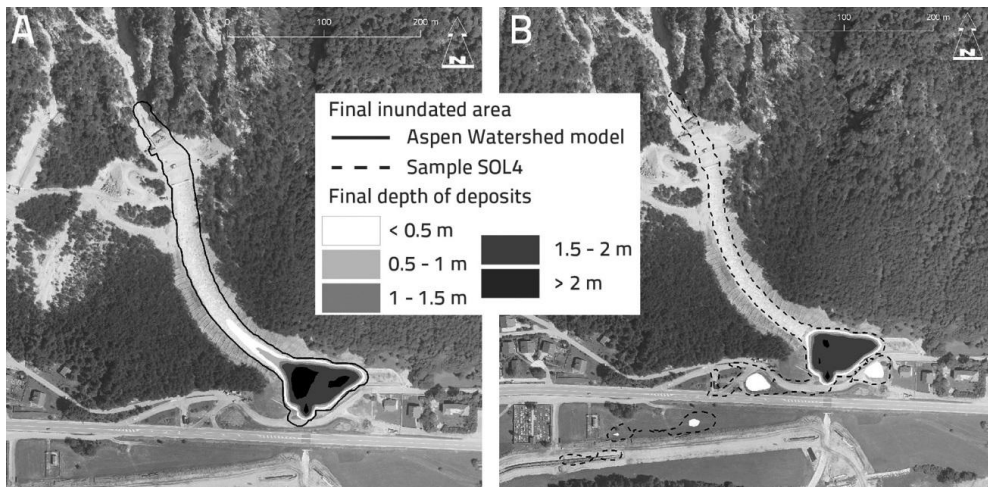 A
0
100
200 m
N
B
0
100
200 m
N
Final inundated area
Aspen Watershed model
Sample SOL4
Final depth of deposits
< 0.5 m
0.5 - 1 m
1 - 1.5 m
1.5 - 2 m
> 2 m